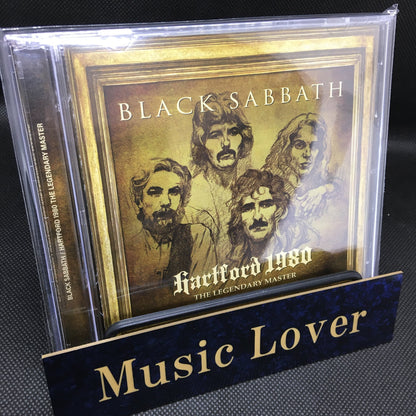 BLACK SABBATH
Hartford 1980
THE LEGENDARY MASTER
BLACK SABBATH / HARTFORD 1980 THE LEGENDARY MASTER
Music Lover